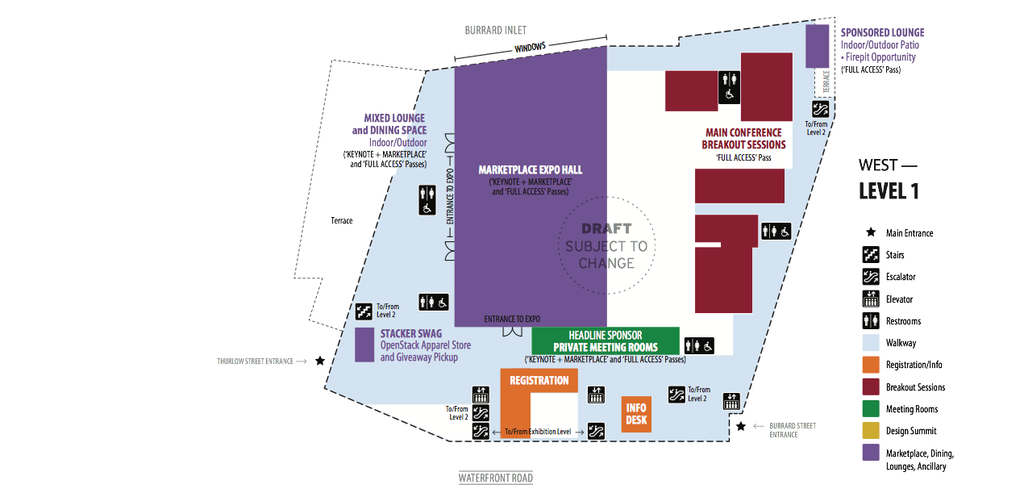 BURRARD INLET
WINDOWS
SPONSORED LOUNGE
Indoor/Outdoor Patio
• Firepit Opportunity
('FULL ACCESS' Pass)
TERRACE
To/From
Level 2
MIXED LOUNGE
and DINING SPACE
Indoor/Outdoor
('KEYNOTE + MARKETPLACE'
and 'FULL ACCESS' Passes)
ENTRANCE TO EXPO
MARKETPLACE EXPO HALL
('KEYNOTE + MARKETPLACE'
and 'FULL ACCESS' Passes)
MAIN CONFERENCE
BREAKOUT SESSIONS
'FULL ACCESS' Pass
Terrace
DRAFT
SUBJECT TO
CHANGE
To/From
Level 2
STACKER SWAG
OpenStack Apparel Store
and Giveaway Pickup
THURLOW STREET ENTRANCE
ENTRANCE TO EXPO
HEADLINE SPONSOR
PRIVATE MEETING ROOMS
('KEYNOTE + MARKETPLACE' and 'FULL ACCESS' Passes)
REGISTRATION
To/From
Level 2
To/From Exhibition Level
INFO
DESK
To/From
Level 2
BURRARD STREET
ENTRANCE
WATERFRONT ROAD
WEST —
LEVEL 1
Main Entrance
Stairs
Escalator
Elevator
Restrooms
Walkway
Registration/Info
Breakout Sessions
Meeting Rooms
Design Summit
Marketplace, Dining,
Lounges, Ancillary